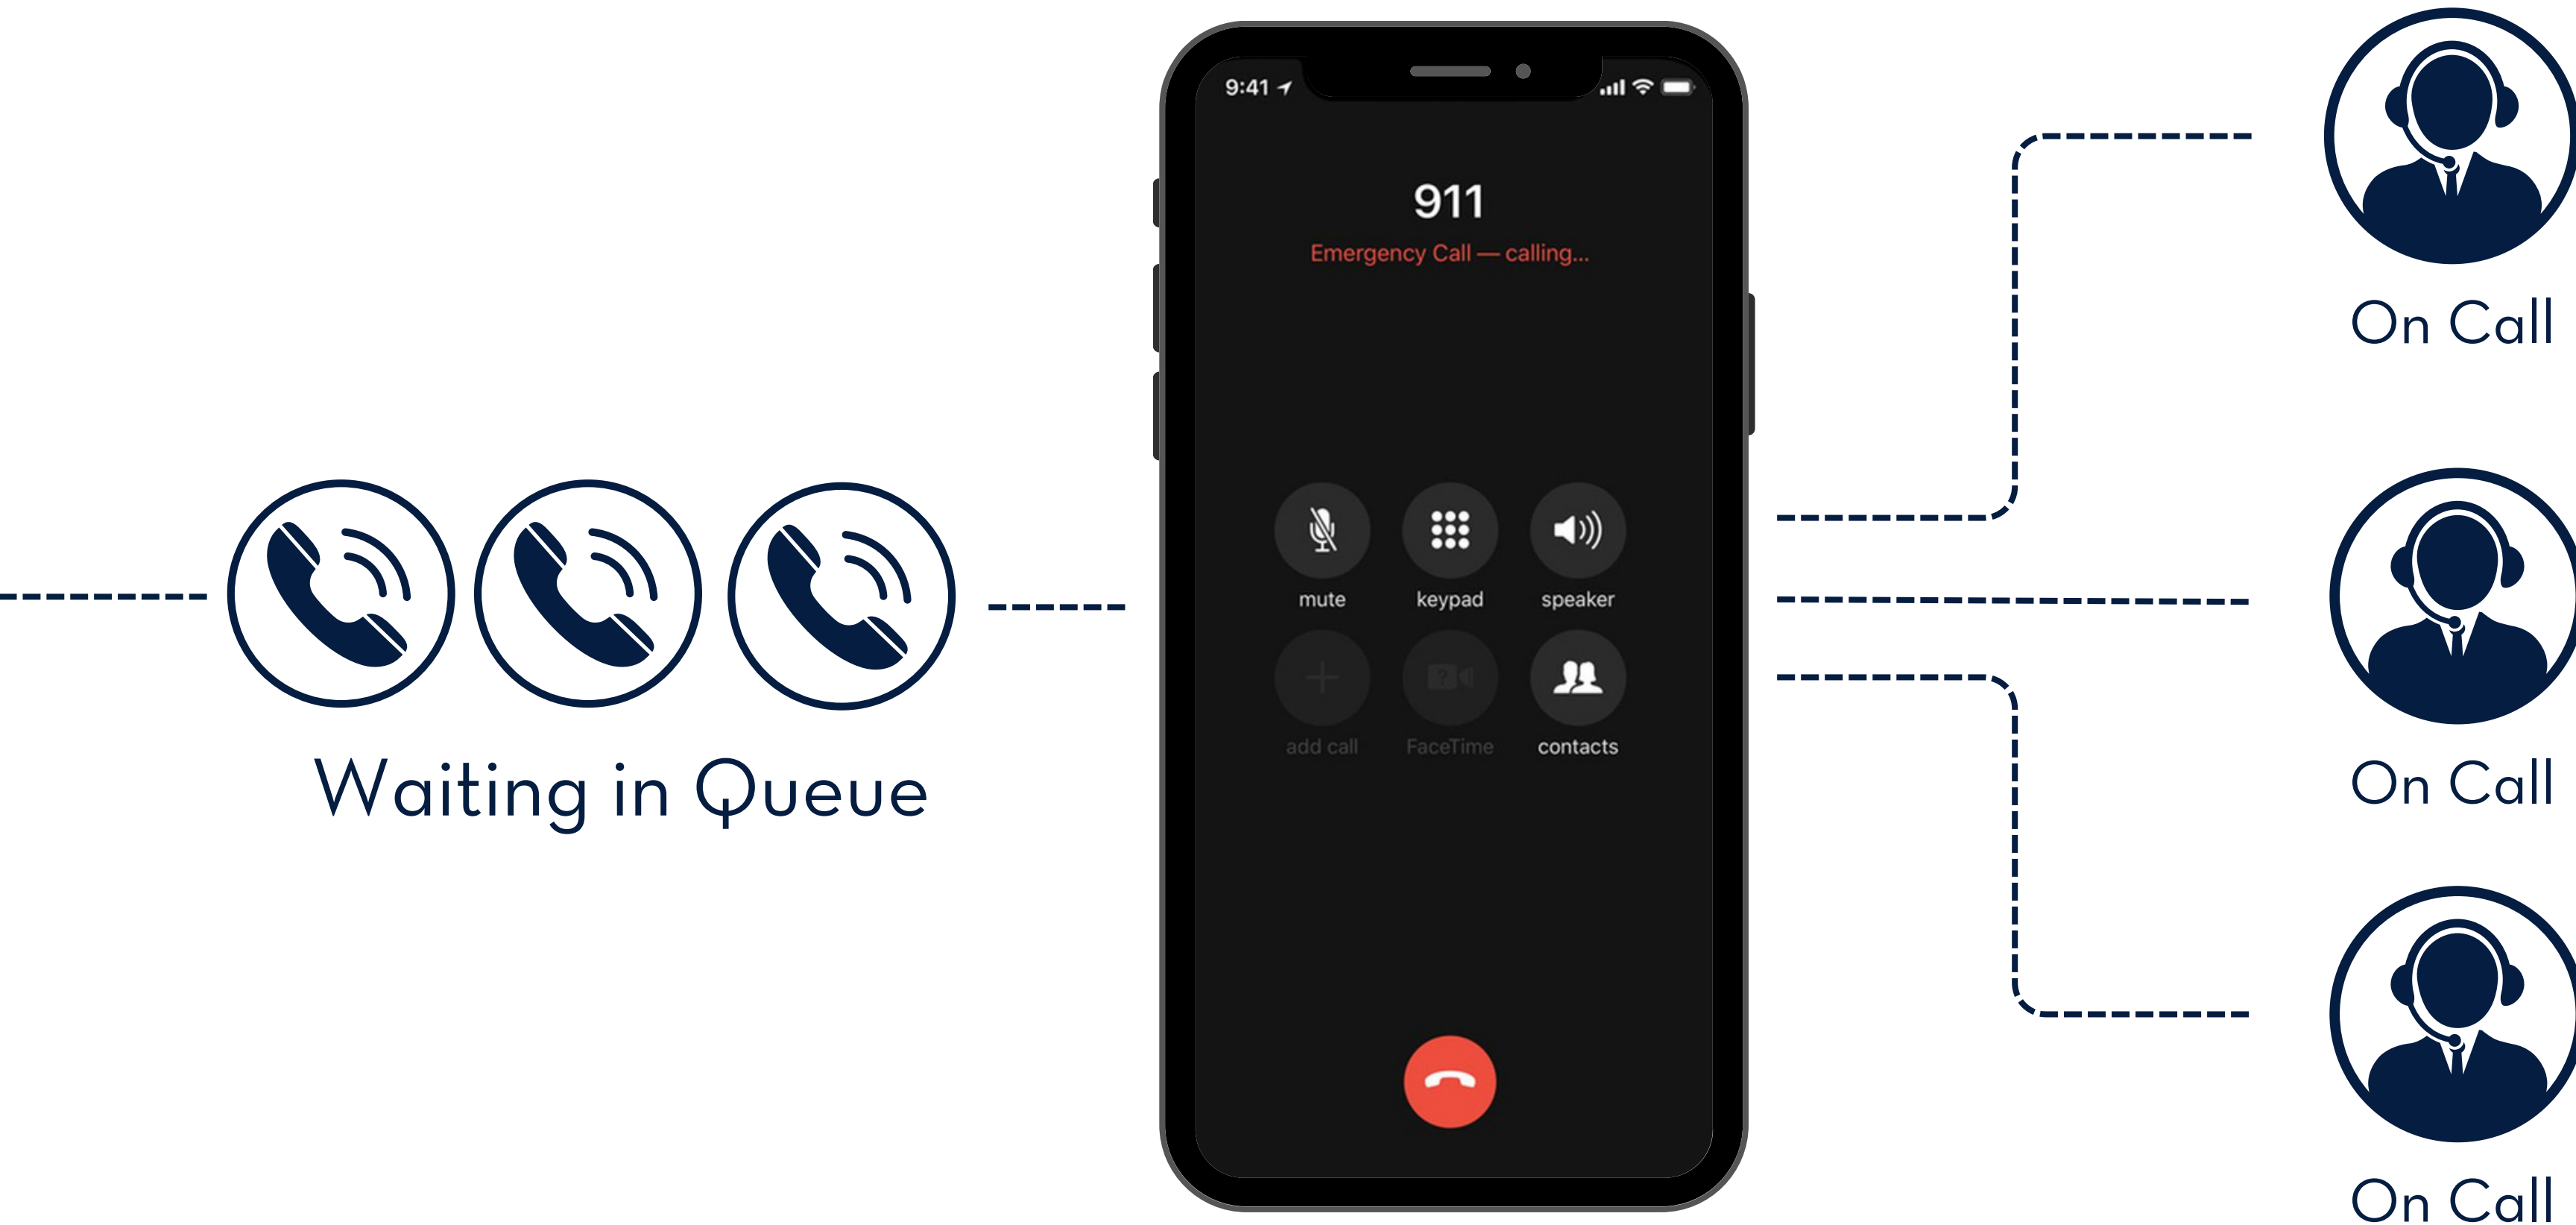 9:41
911
Emergency Call — calling...
mute
keypad
speaker
add call
FaceTime
contacts
Waiting in Queue
On Call
On Call
On Call